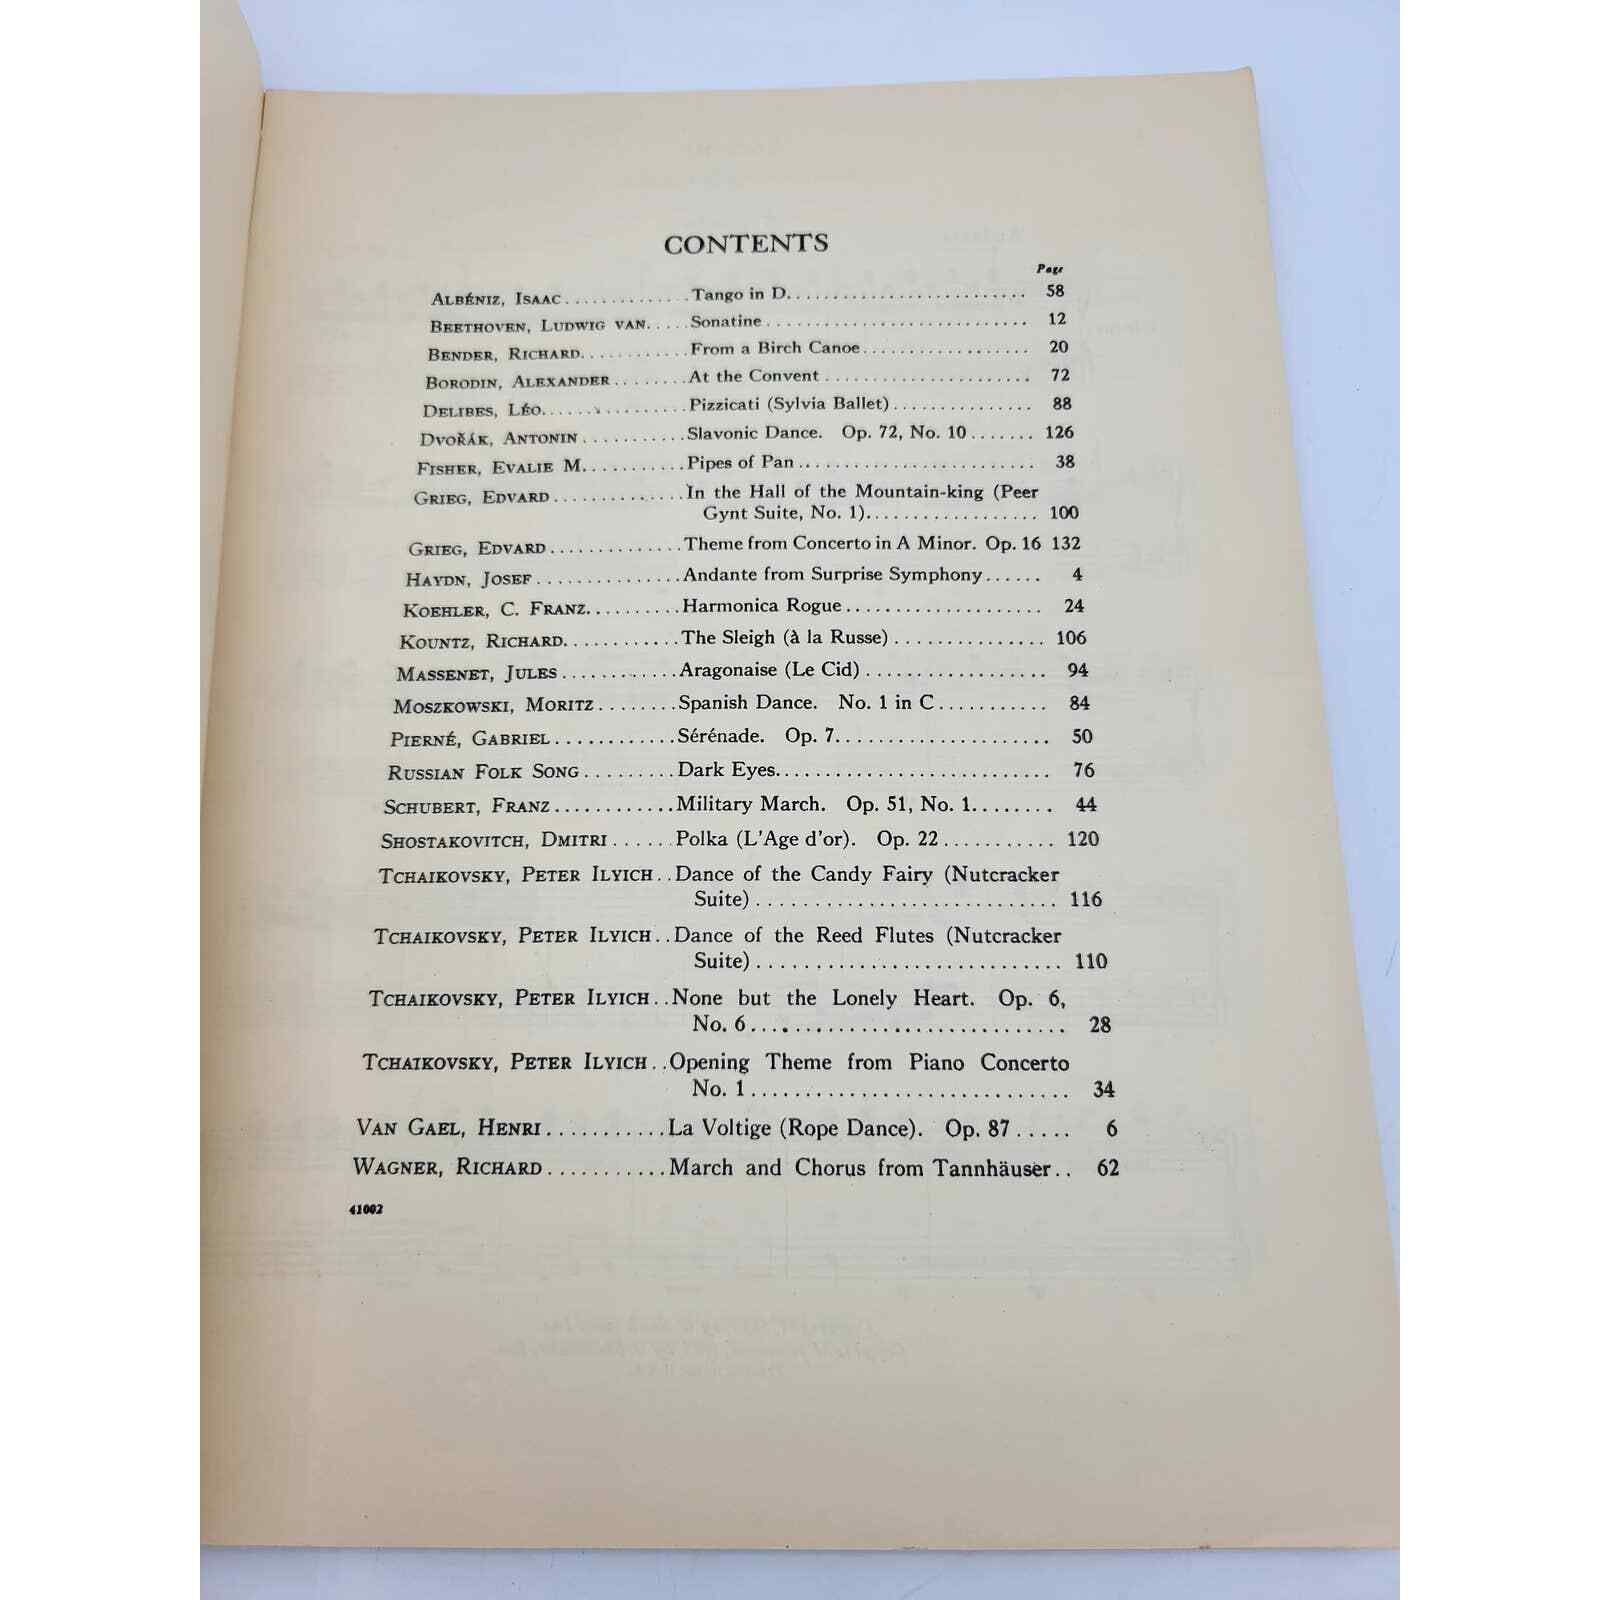 CONTENTS
Page
ALBÉNIZ, ISAAC.............Tango in D.......................... 58
BEETHOVEN, LUDWIG VAN.....Sonatine............................ 12
BENDER, RICHARD............From a Birch Canoe.................. 20
BORODIN, ALEXANDER........At the Convent...................... 72
DELIBES, LÉO...............Pizzicati (Sylvia Ballet)............... 88
DVOŘÁK, ANTONIN...........Slavonic Dance. Op. 72, No. 10....... 126
FISHER, EVALIE M...........Pipes of Pan......................... 38
GRIEG, EDVARD..............In the Hall of the Mountain-king (Peer
Gynt Suite, No. 1).................. 100
GRIEG, EDVARD..............Theme from Concerto in A Minor. Op. 16 132
HAYDN, JOSEF...............Andante from Surprise Symphony...... 4
KOEHLER, C. FRANZ..........Harmonica Rogue..................... 24
KOUNTZ, RICHARD............The Sleigh (à la Russe)................ 106
MASSENET, JULES............Aragonaise (Le Cid)................... 94
MOSZKOWSKI, MORITZ........Spanish Dance. No. 1 in C........... 84
PIERNÉ, GABRIEL............Sérénade. Op. 7...................... 50
RUSSIAN FOLK SONG.........Dark Eyes............................ 76
SCHUBERT, FRANZ............Military March. Op. 51, No. 1........ 44
SHOSTAKOVITCH, DMITRI......Polka (L'Age d'or). Op. 22........... 120
TCHAIKOVSKY, PETER ILYICH..Dance of the Candy Fairy (Nutcracker
Suite)............................ 116
TCHAIKOVSKY, PETER ILYICH..Dance of the Reed Flutes (Nutcracker
Suite)............................. 110
TCHAIKOVSKY, PETER ILYICH..None but the Lonely Heart. Op. 6,
No. 6............................. 28
TCHAIKOVSKY, PETER ILYICH..Opening Theme from Piano Concerto
No. 1.............................. 34
VAN GAEL, HENRI............La Voltige (Rope Dance). Op. 87..... 6
WAGNER, RICHARD............March and Chorus from Tannhäuser.. 62
41002